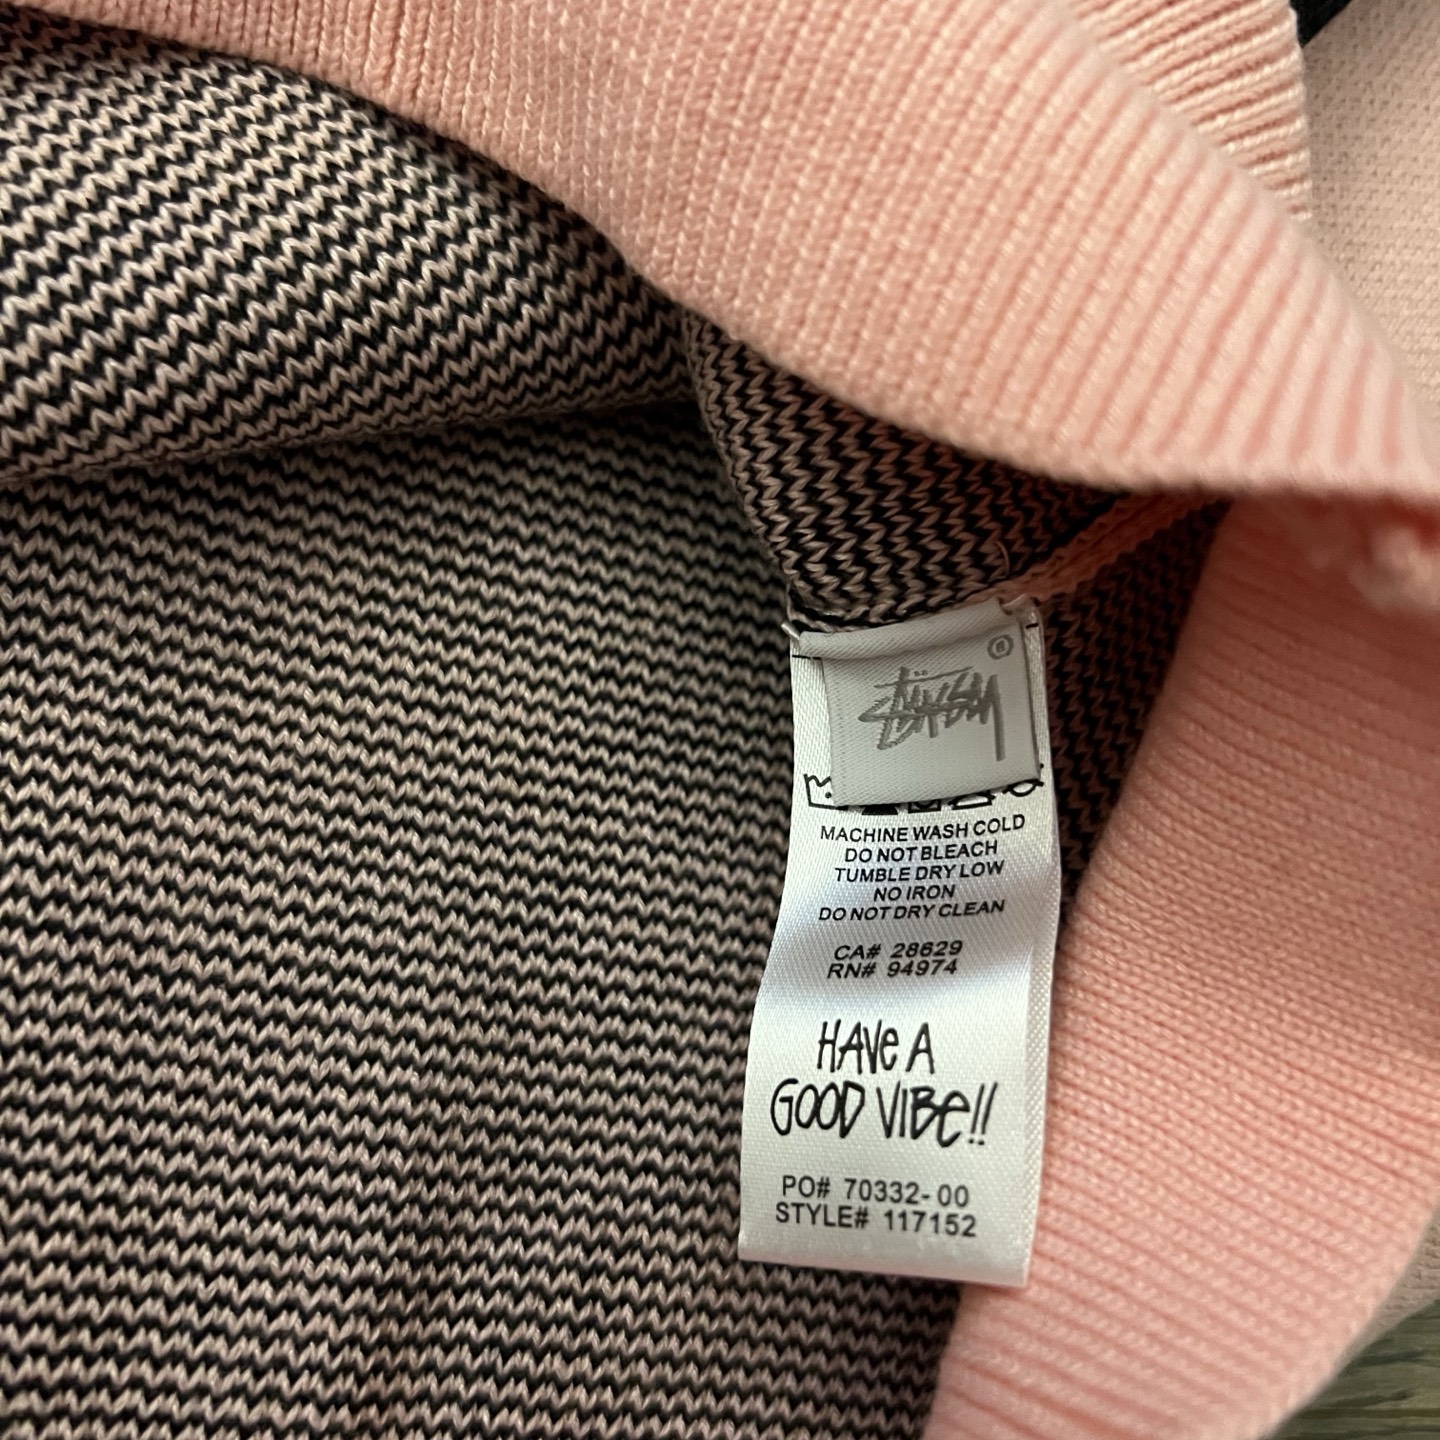 STÜSSY ®
MACHINE WASH COLD
DO NOT BLEACH
TUMBLE DRY LOW
NO IRON
DO NOT DRY CLEAN
CA# 28629
RN# 94974
HAVE A
GOOD VIBE!!
PO# 70332-00
STYLE# 117152